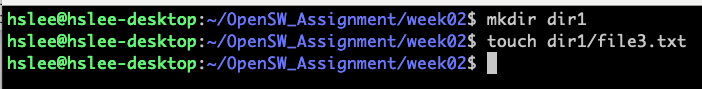 hslee@hslee-desktop:~/OpenSW_Assignment/week02$ mkdir dir1
hslee@hslee-desktop:~/OpenSW_Assignment/week02$ touch dir1/file3.txt
hslee@hslee-desktop:~/OpenSW_Assignment/week02$